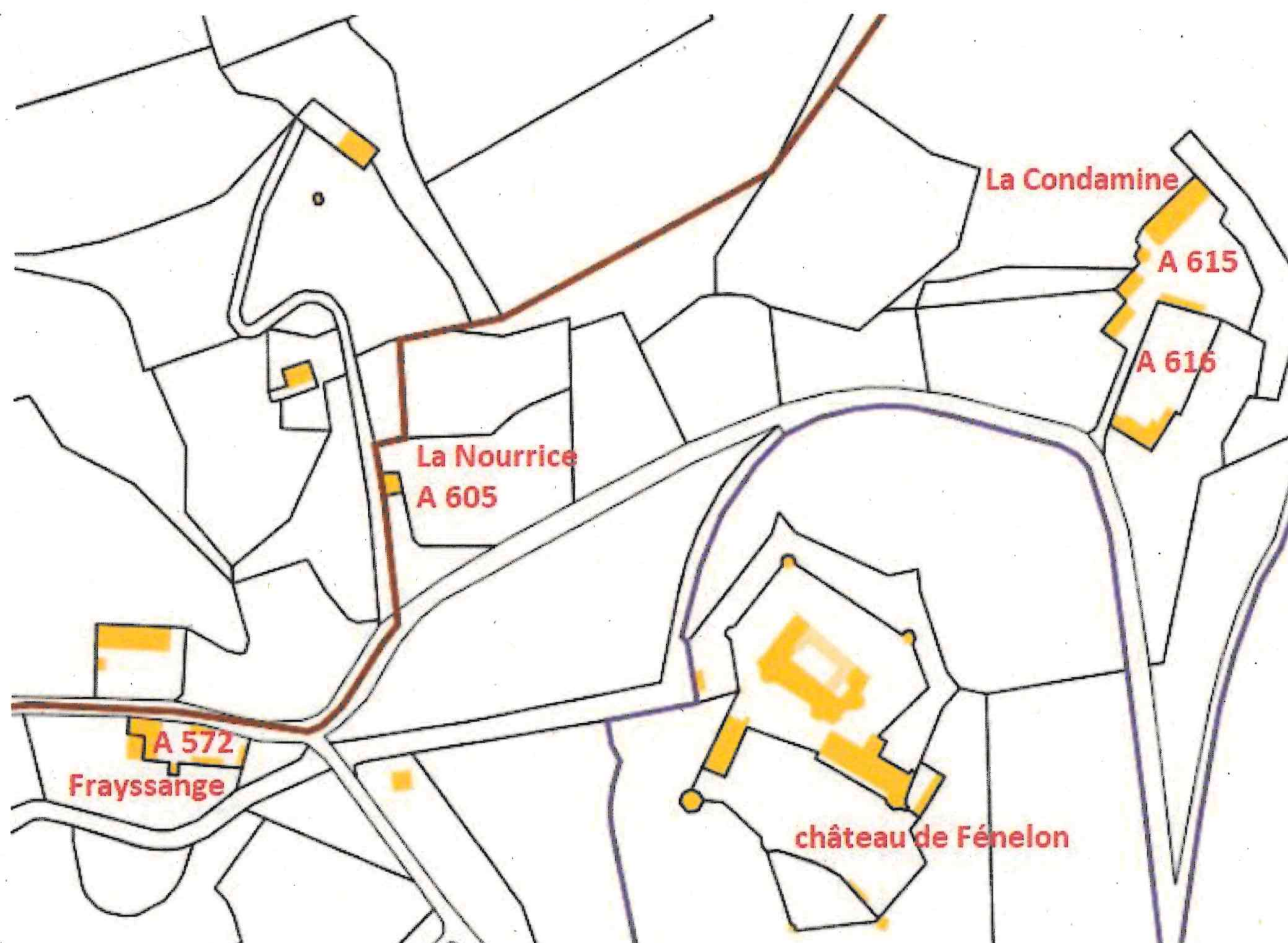 La Condamine
A 615
A 616
La Nourrice
A 605
A 572
Frayssange
château de Fénelon